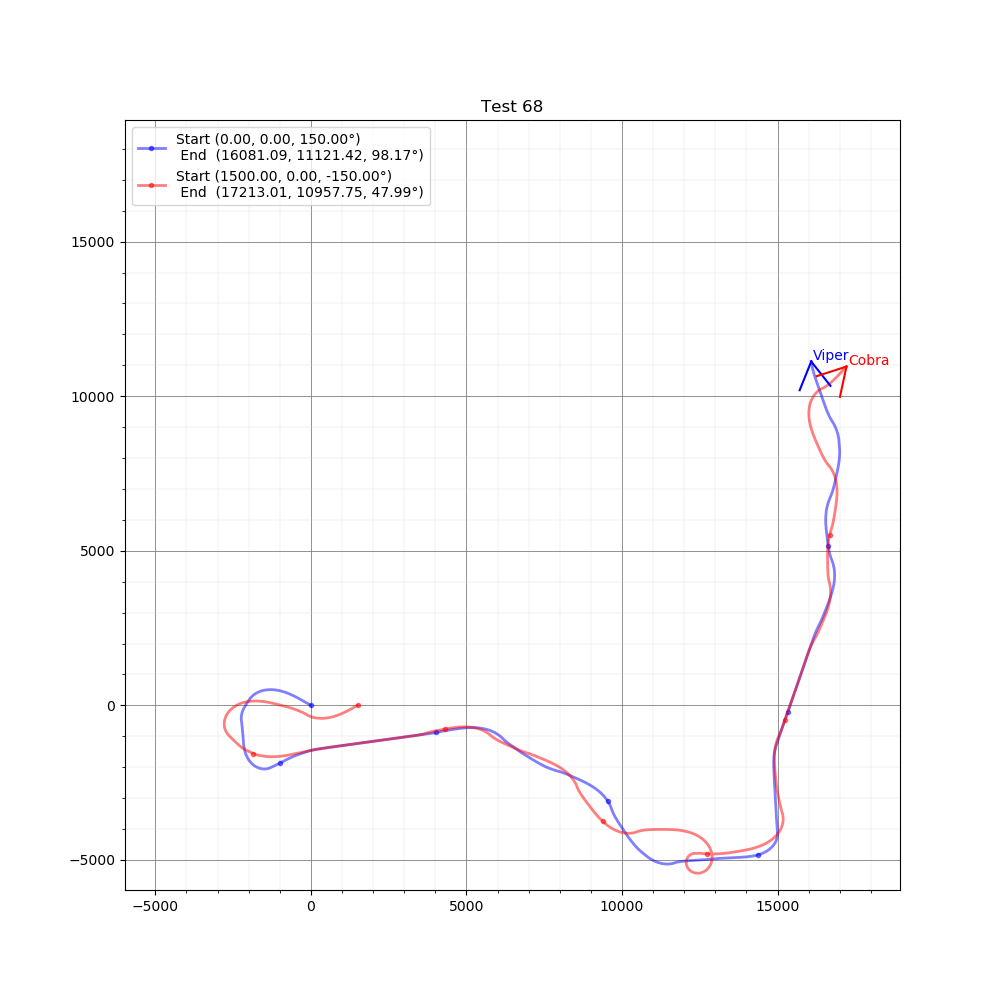 Test 68
Start (0.00, 0.00, 150.00°)
End  (16081.09, 11121.42, 98.17°)
Start (1500.00, 0.00, -150.00°)
End  (17213.01, 10957.75, 47.99°)
15000
10000
5000
0
−5000
Viper
Cobra
−5000 0 5000 10000 15000